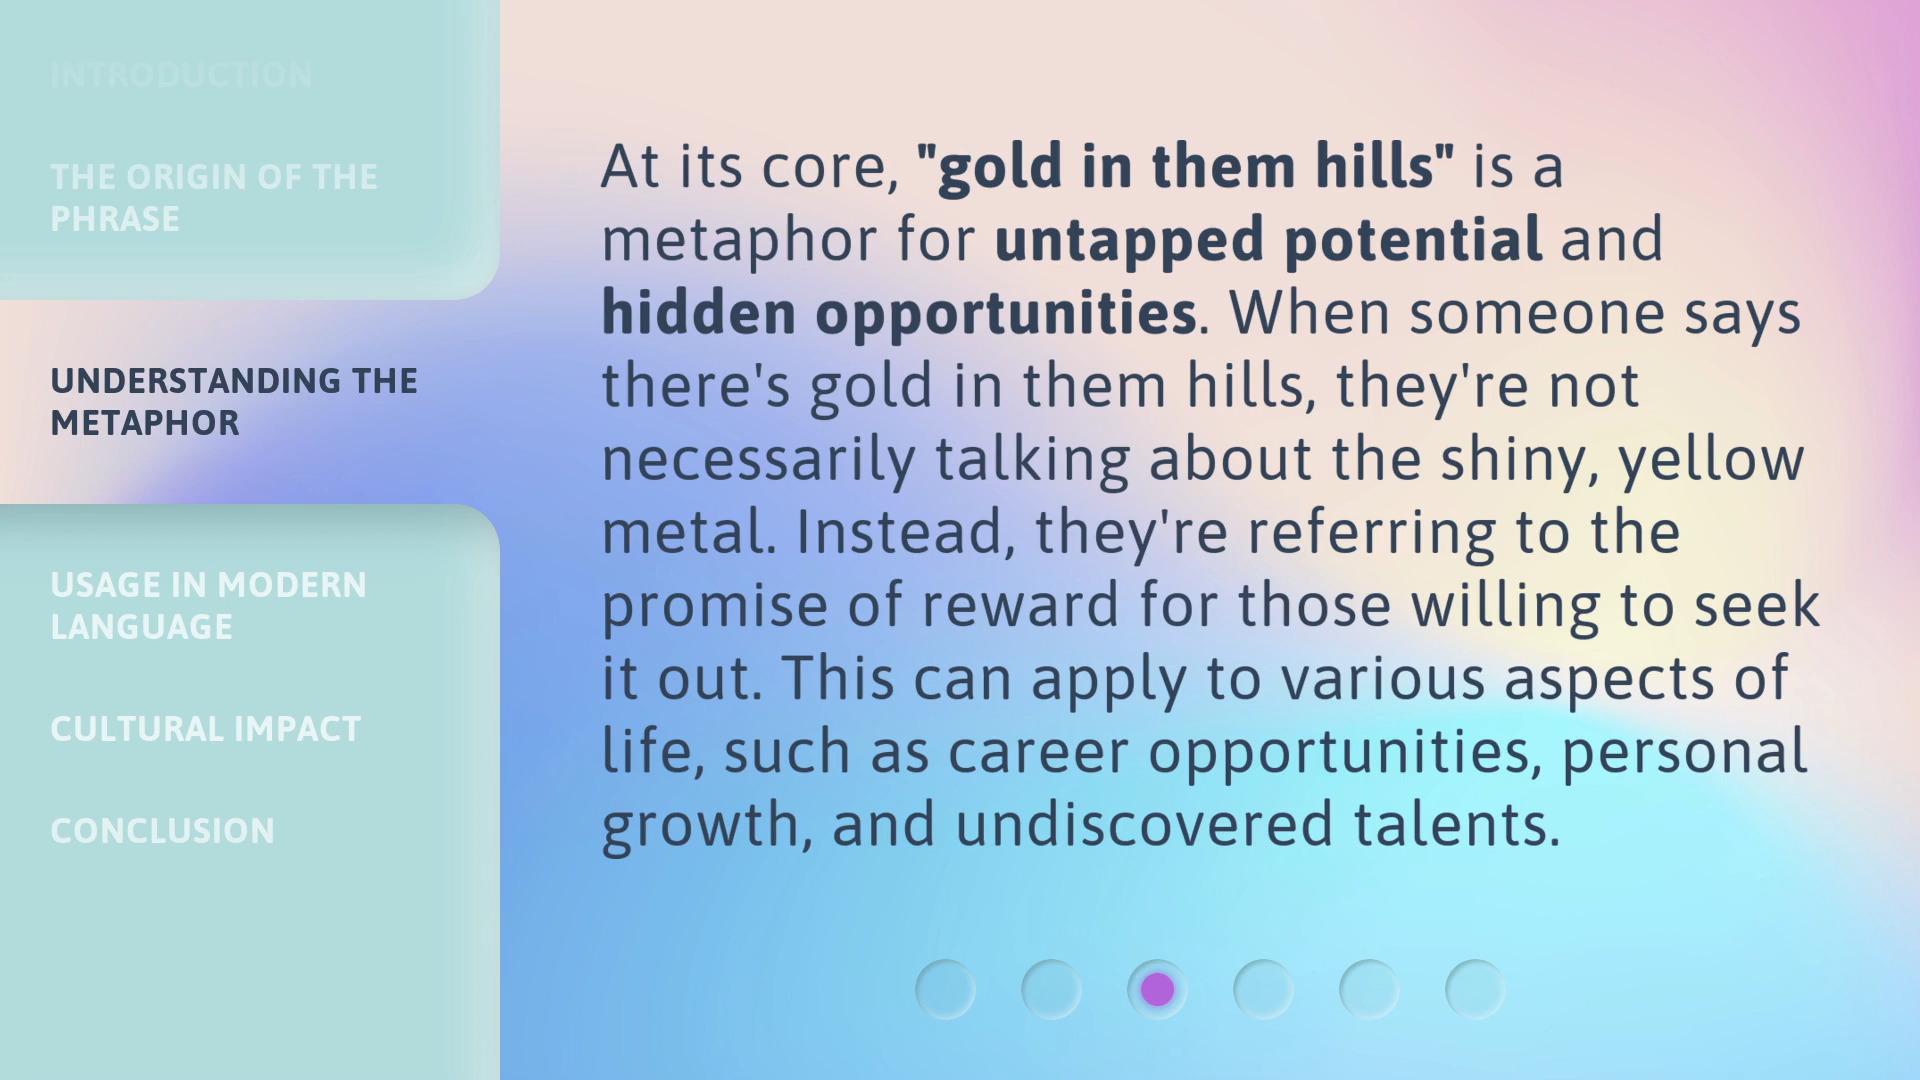 INTRODUCTION
THE ORIGIN OF THE
PHRASE
UNDERSTANDING THE
METAPHOR
USAGE IN MODERN
LANGUAGE
CULTURAL IMPACT
CONCLUSION
At its core, "gold in them hills" is a
metaphor for untapped potential and
hidden opportunities. When someone says
there's gold in them hills, they're not
necessarily talking about the shiny, yellow
metal. Instead, they're referring to the
promise of reward for those willing to seek
it out. This can apply to various aspects of
life, such as career opportunities, personal
growth, and undiscovered talents.